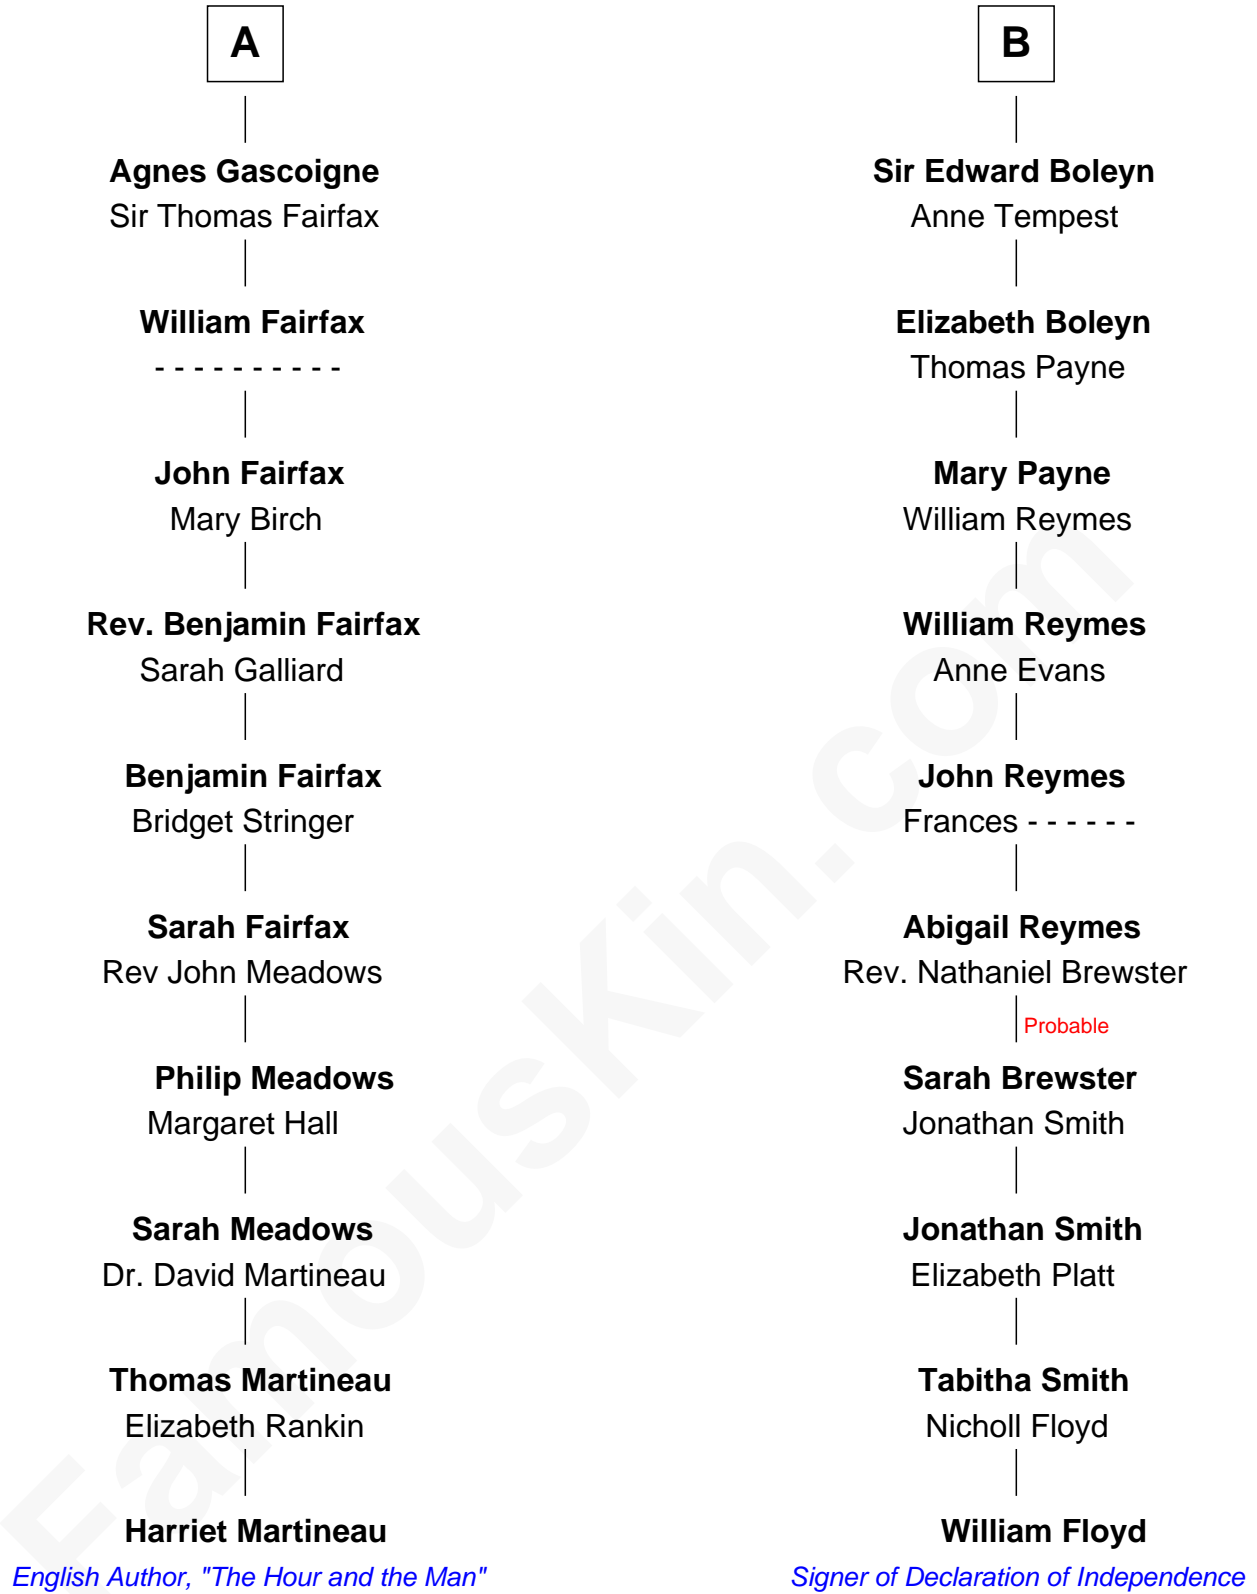 A
Agnes Gascoigne
Sir Thomas Fairfax
William Fairfax
- - - - - - - - - -
John Fairfax
Mary Birch
Rev. Benjamin Fairfax
Sarah Galliard
Benjamin Fairfax
Bridget Stringer
Sarah Fairfax
Rev John Meadows
Philip Meadows
Margaret Hall
Sarah Meadows
Dr. David Martineau
Thomas Martineau
Elizabeth Rankin
Harriet Martineau
English Author, "The Hour and the Man"
B
Sir Edward Boleyn
Anne Tempest
Elizabeth Boleyn
Thomas Payne
Mary Payne
William Reymes
William Reymes
Anne Evans
John Reymes
Frances - - - - - -
Abigail Reymes
Rev. Nathaniel Brewster
Probable
Sarah Brewster
Jonathan Smith
Jonathan Smith
Elizabeth Platt
Tabitha Smith
Nicholl Floyd
William Floyd
Signer of Declaration of Independence
FamousKin.com